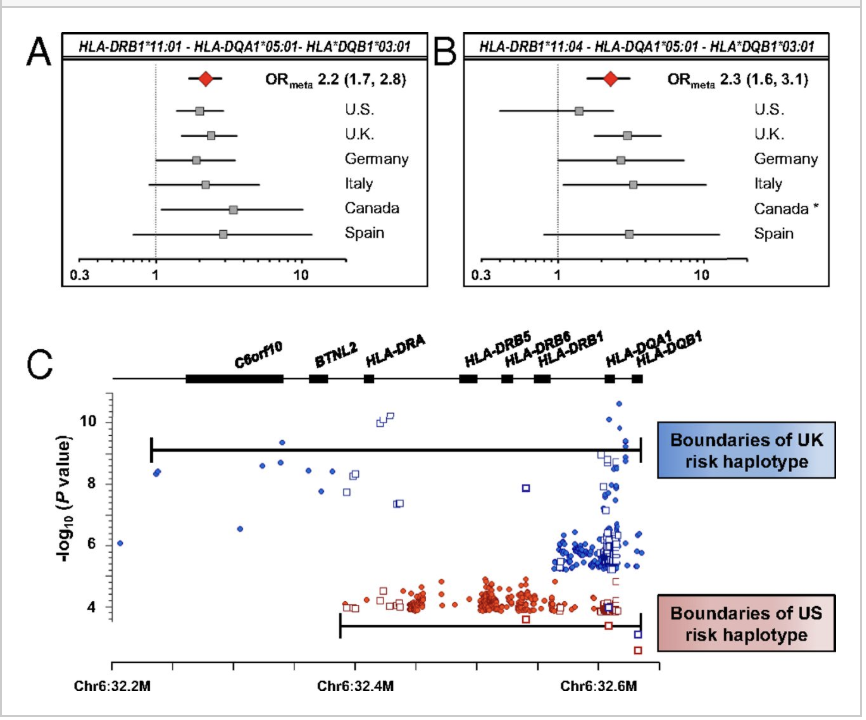 A
HLA-DRB1*11:01 - HLA-DQA1*05:01- HLA*DQB1*03:01
ORmeta 2.2 (1.7, 2.8)
U.S.
U.K.
Germany
Italy
Canada
Spain
0.3 1 10
B
HLA-DRB1*11:04 - HLA-DQA1*05:01 - HLA*DQB1*03:01
ORmeta 2.3 (1.6, 3.1)
U.S.
U.K.
Germany
Italy
Canada *
Spain
0.3 1 10
C
C6orf10 BTNL2 HLA-DRA HLA-DRB5 HLA-DRB6 HLA-DRB1 HLA-DQA1 HLA-DQB1
-log10 (P value)
10
8
6
4
Boundaries of UK
risk haplotype
Boundaries of US
risk haplotype
Chr6:32.2M Chr6:32.4M Chr6:32.6M